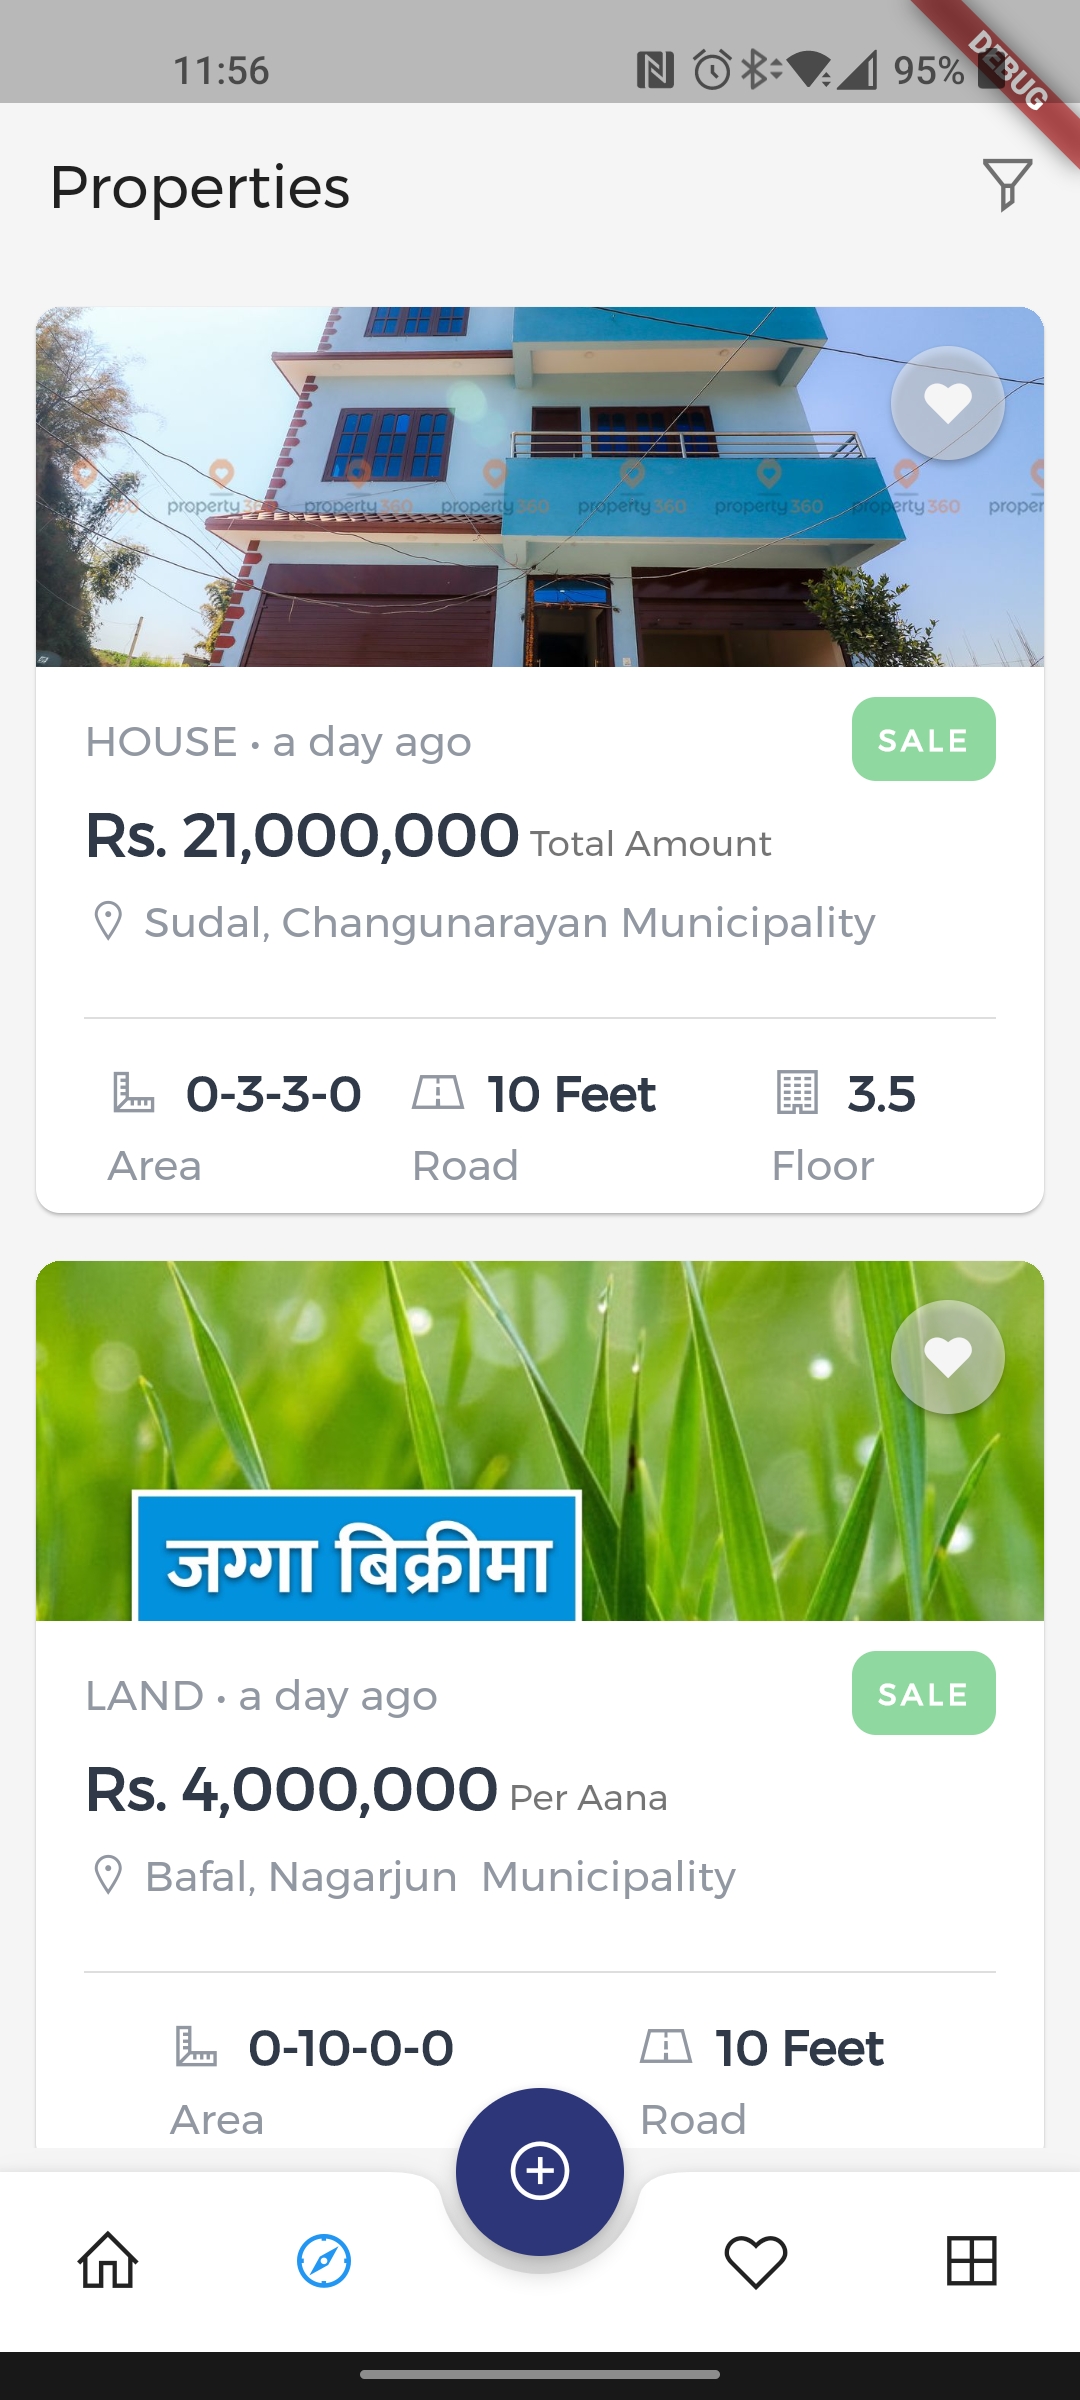 11:56
95%
DEBUG
Properties
property360 property360 property360 property360 property360 property360 property360 proper
HOUSE • a day ago
SALE
Rs. 21,000,000 Total Amount
Sudal, Changunarayan Municipality
0-3-3-0 10 Feet 3.5
Area Road Floor
जग्गा बिक्रीमा
LAND • a day ago
SALE
Rs. 4,000,000 Per Aana
Bafal, Nagarjun  Municipality
0-10-0-0 10 Feet
Area Road